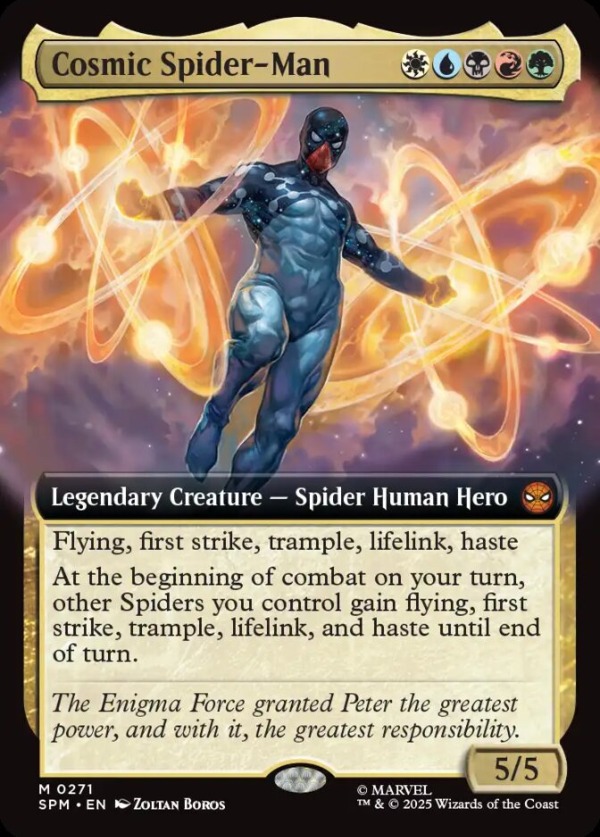 Cosmic Spider-Man
Legendary Creature — Spider Human Hero
Flying, first strike, trample, lifelink, haste
At the beginning of combat on your turn,
other Spiders you control gain flying, first
strike, trample, lifelink, and haste until end
of turn.
The Enigma Force granted Peter the greatest
power, and with it, the greatest responsibility.
5/5
M 0271
SPM • EN Zoltan Boros
© MARVEL
™ & © 2025 Wizards of the Coast